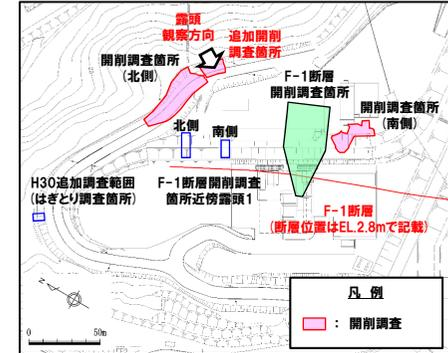 露頭
観察方向
追加開削
調査箇所
開削調査箇所
(北側)
F-1断層
開削調査箇所
開削調査箇所
(南側)
北側
南側
H30追加調査範囲
(はぎとり調査箇所)
F-1断層開削調査
箇所近傍露頭1
F-1断層
(断層位置はEL.2.8mで記載)
N
0
50m
凡 例
: 開削調査